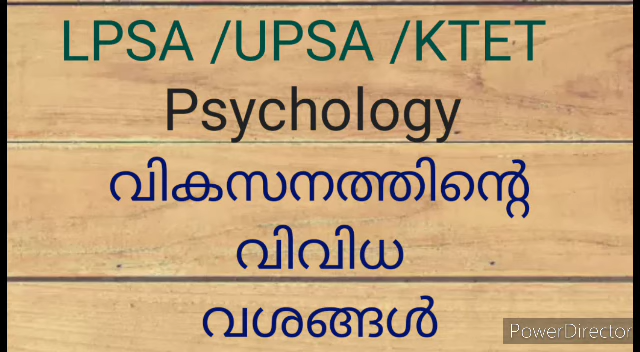 LPSA /UPSA /KTET
Psychology
വികസനത്തിന്റെ
വിവിധ
വശങ്ങൾ
PowerDirector